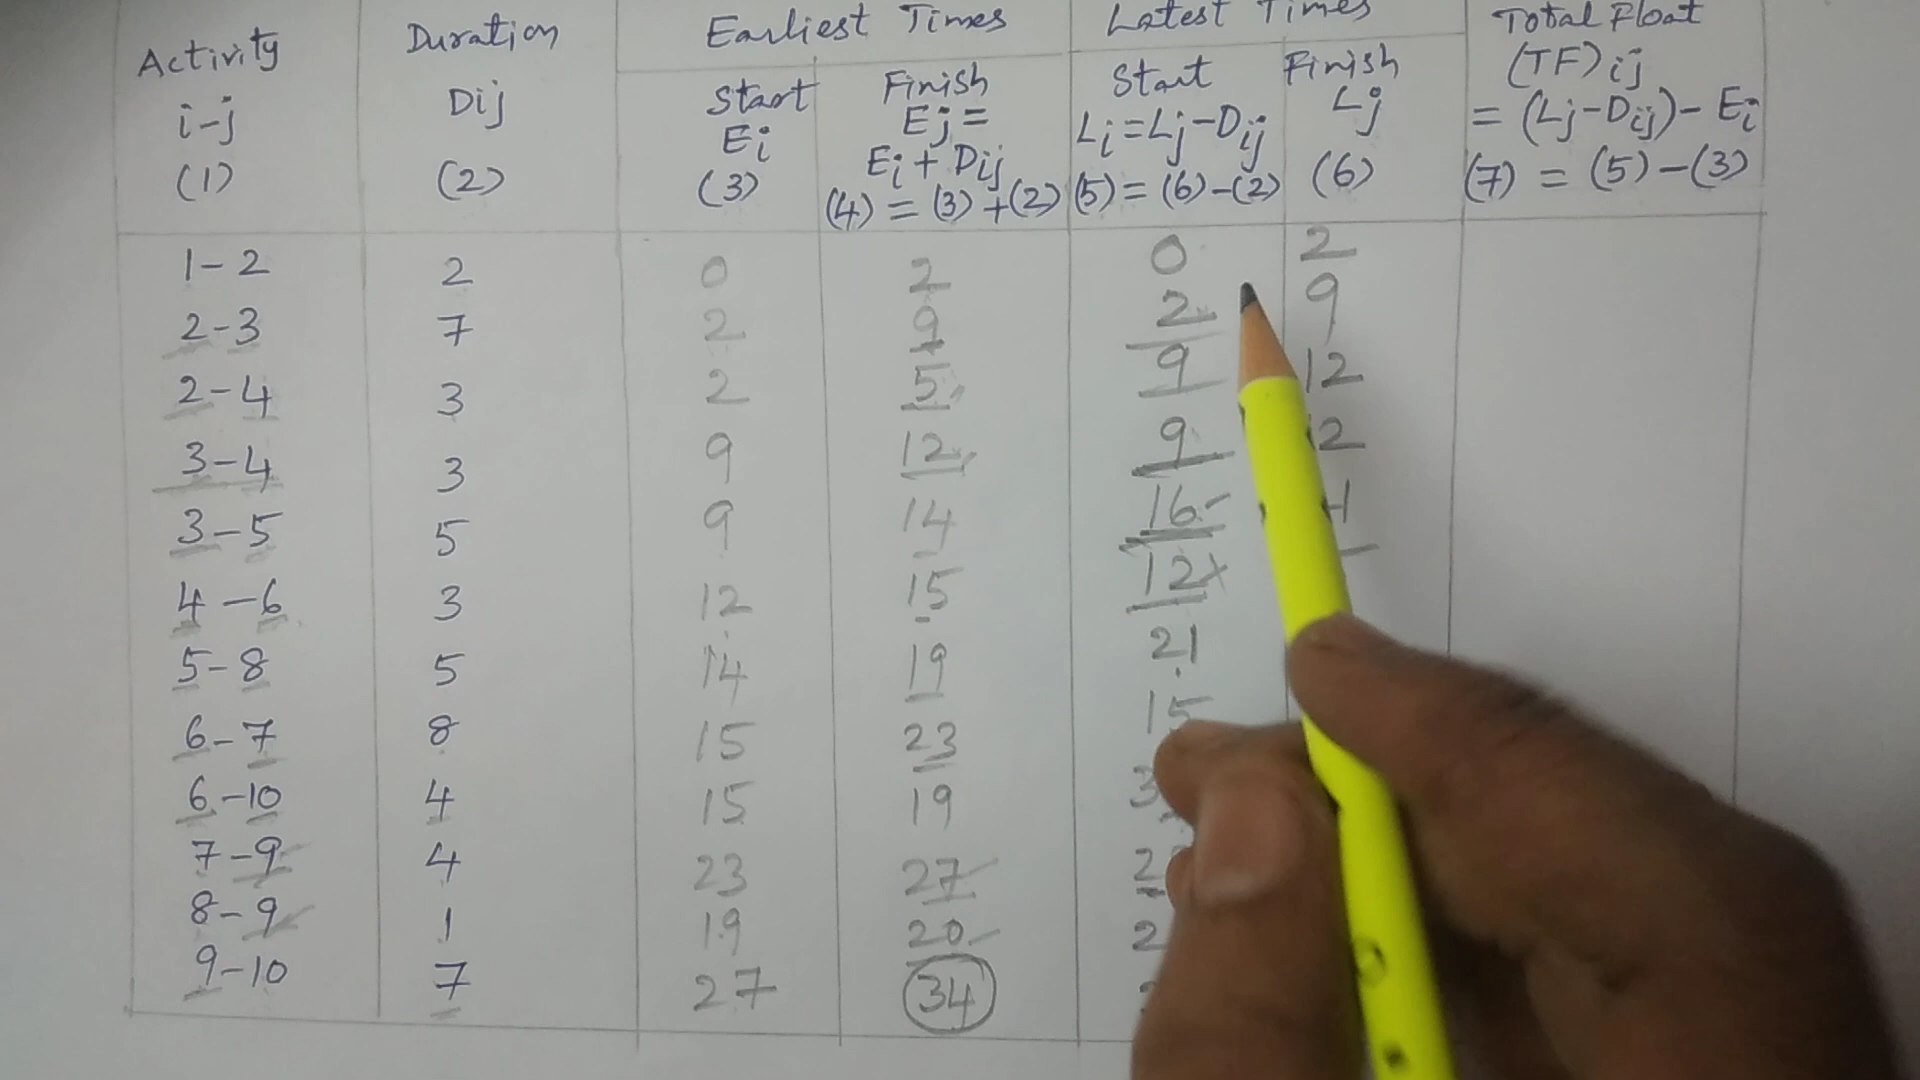 Activity Duration Earliest Times Latest Times Total Float
i-j Dij Start Finish Start Finish (TF)ij
Ei Ej = Li=Lj-Dij Lj = (Lj-Dij)-Ei
Ei + Dij
(1) (2) (3) (4) = (3)+(2) (5) = (6)-(2) (6) (7) = (5)-(3)
1-2 2 0 2 0 2
2-3 7 2 9 2 9
2-4 3 2 5 9 12
3-4 3 9 12 9 12
3-5 5 9 14 16
4-6 3 12 15 12
5-8 5 14 19 21
6-7 8 15 23 15
6-10 4 15 19
7-9 4 23 27
8-9 1 19 20
9-10 7 27 34